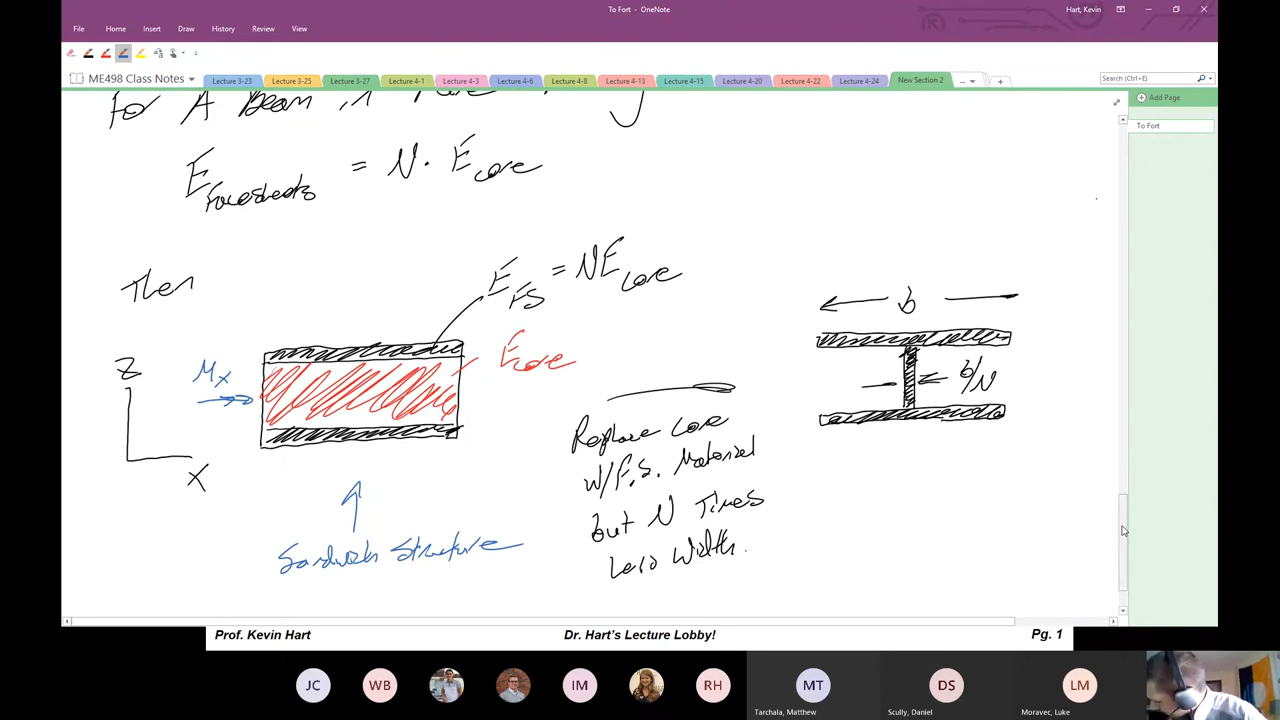 To Fort - OneNote
Hart, Kevin
File Home Insert Draw History Review View
ME498 Class Notes
Lecture 3-23 Lecture 3-25 Lecture 3-27 Lecture 4-1 Lecture 4-3 Lecture 4-6 Lecture 4-8 Lecture 4-13 Lecture 4-15 Lecture 4-20 Lecture 4-22 Lecture 4-24 New Section 2 ...
Search (Ctrl+E)
Add Page
To Fort
For A Beam in
E Facesheets = N · E core
Then
E FS = N E core
E core
Z
Mx
X
Sandwich Structure
Replace Core
w/ F.S. Material
but N Times
Less Width.
b
b/N
Prof. Kevin Hart Dr. Hart's Lecture Lobby! Pg. 1
JC WB IM RH MT DS LM
Tarchala, Matthew Scully, Daniel Moravec, Luke